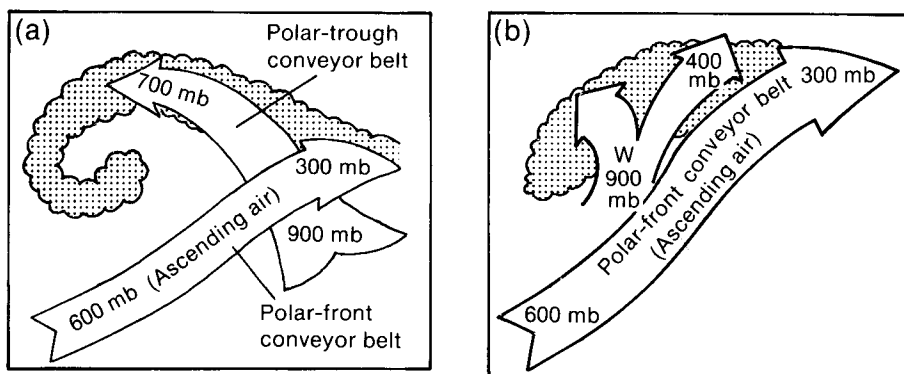 (a)
Polar-trough
conveyor belt
700 mb
300 mb
900 mb
600 mb (Ascending air)
Polar-front
conveyor belt
(b)
400
mb
300 mb
W
900
mb
Polar-front conveyor belt
(Ascending air)
600 mb